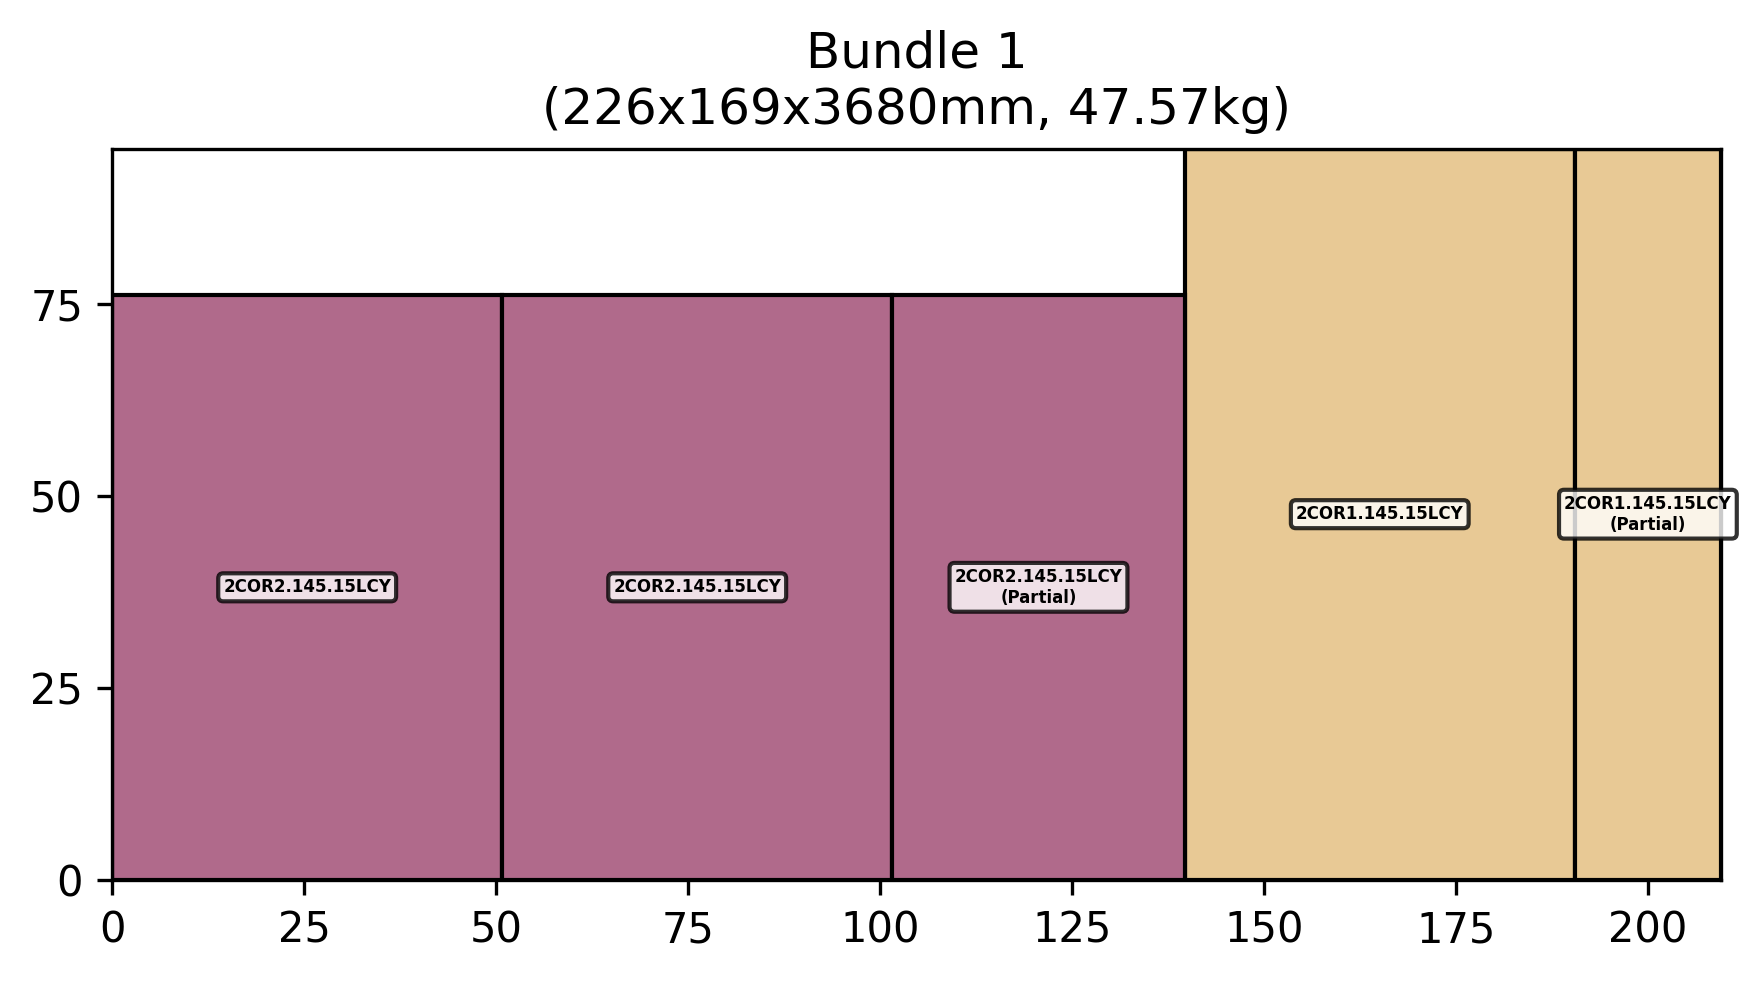 Bundle 1
(226x169x3680mm, 47.57kg)
75
50
25
0
2COR2.145.15LCY
2COR2.145.15LCY
2COR2.145.15LCY
(Partial)
2COR1.145.15LCY
2COR1.145.15LCY
(Partial)
0 25 50 75 100 125 150 175 200